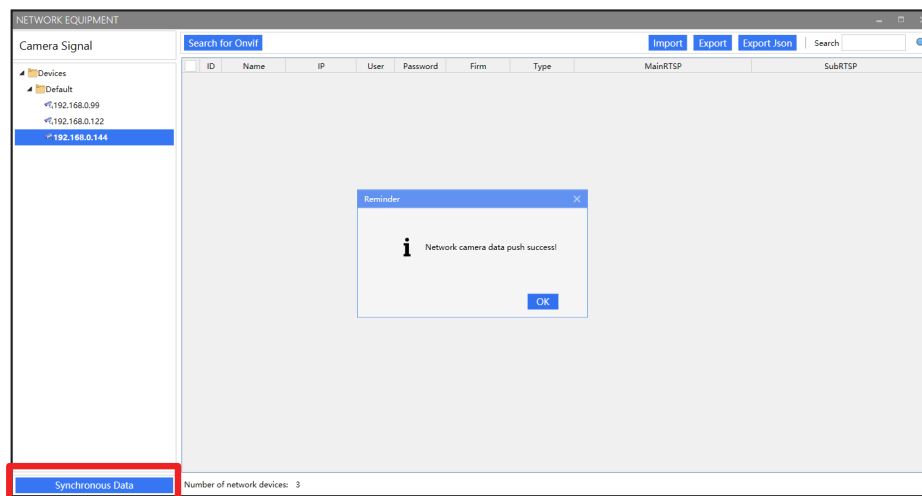 NETWORK EQUIPMENT
Camera Signal
Search for Onvif
Import
Export
Export Json
Search
ID Name IP User Password Firm Type MainRTSP SubRTSP
Devices
Default
192.168.0.99
192.168.0.122
192.168.0.144
Reminder
Network camera data push success!
OK
Synchronous Data
Number of network devices: 3